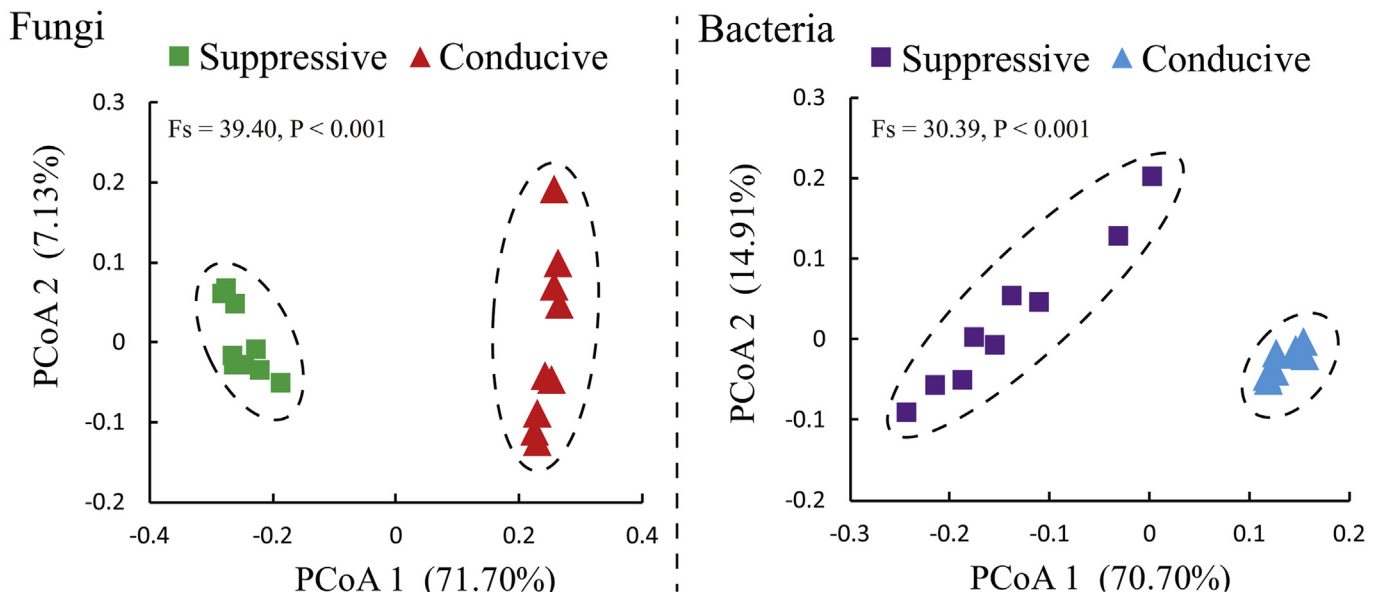 Fungi
Suppressive Conducive
Fs = 39.40, P < 0.001
0.3
0.2
0.1
0
-0.1
-0.2
PCoA 2 (7.13%)
-0.4 -0.2 0 0.2 0.4
PCoA 1 (71.70%)
Bacteria
Suppressive Conducive
Fs = 30.39, P < 0.001
0.3
0.2
0.1
0
-0.1
-0.2
PCoA 2 (14.91%)
-0.3 -0.2 -0.1 0 0.1 0.2
PCoA 1 (70.70%)